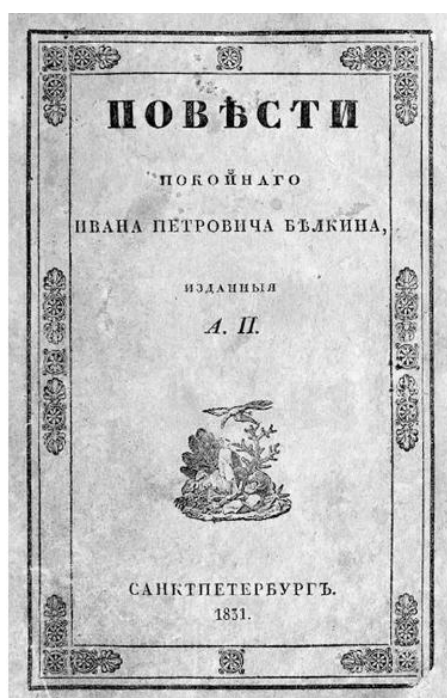 ПОВѢСТИ
ПОКОЙНАГО
ИВАНА ПЕТРОВИЧА БѢЛКИНА,
ИЗДАННЫЯ
А. П.
САНКТПЕТЕРБУРГЪ.
1831.